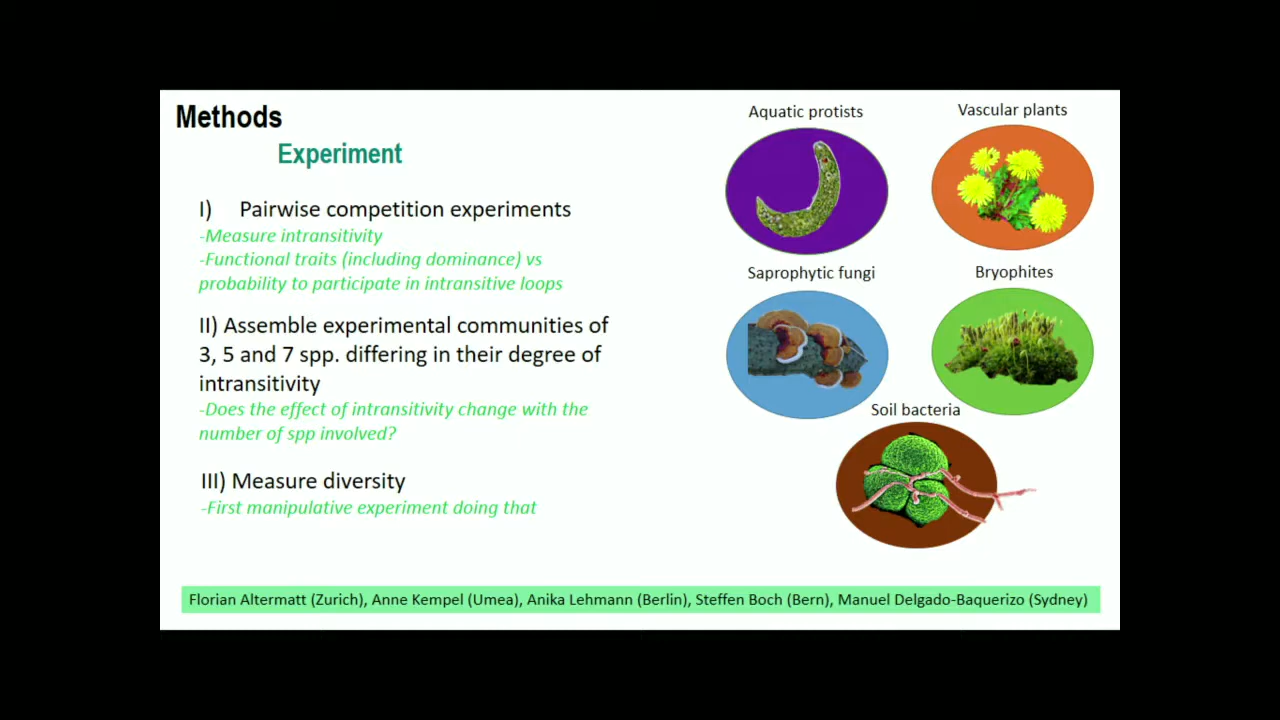 Methods
Experiment
I) Pairwise competition experiments
-Measure intransitivity
-Functional traits (including dominance) vs
probability to participate in intransitive loops
II) Assemble experimental communities of
3, 5 and 7 spp. differing in their degree of
intransitivity
-Does the effect of intransitivity change with the
number of spp involved?
III) Measure diversity
-First manipulative experiment doing that
Aquatic protists
Vascular plants
Saprophytic fungi
Bryophites
Soil bacteria
Florian Altermatt (Zurich), Anne Kempel (Umea), Anika Lehmann (Berlin), Steffen Boch (Bern), Manuel Delgado-Baquerizo (Sydney)